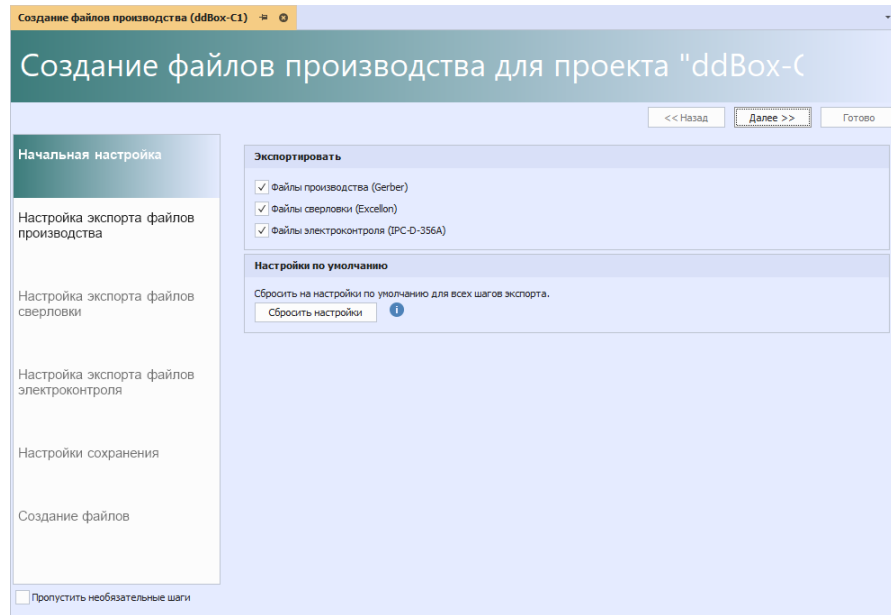 Создание файлов производства (ddBox-C1)
Создание файлов производства для проекта "ddBox-C
<< Назад Далее >> Готово
Начальная настройка
Настройка экспорта файлов
производства
Настройка экспорта файлов
сверловки
Настройка экспорта файлов
электроконтроля
Настройки сохранения
Создание файлов
Пропустить необязательные шаги
Экспортировать
Файлы производства (Gerber)
Файлы сверловки (Excellon)
Файлы электроконтроля (IPC-D-356A)
Настройки по умолчанию
Сбросить на настройки по умолчанию для всех шагов экспорта.
Сбросить настройки